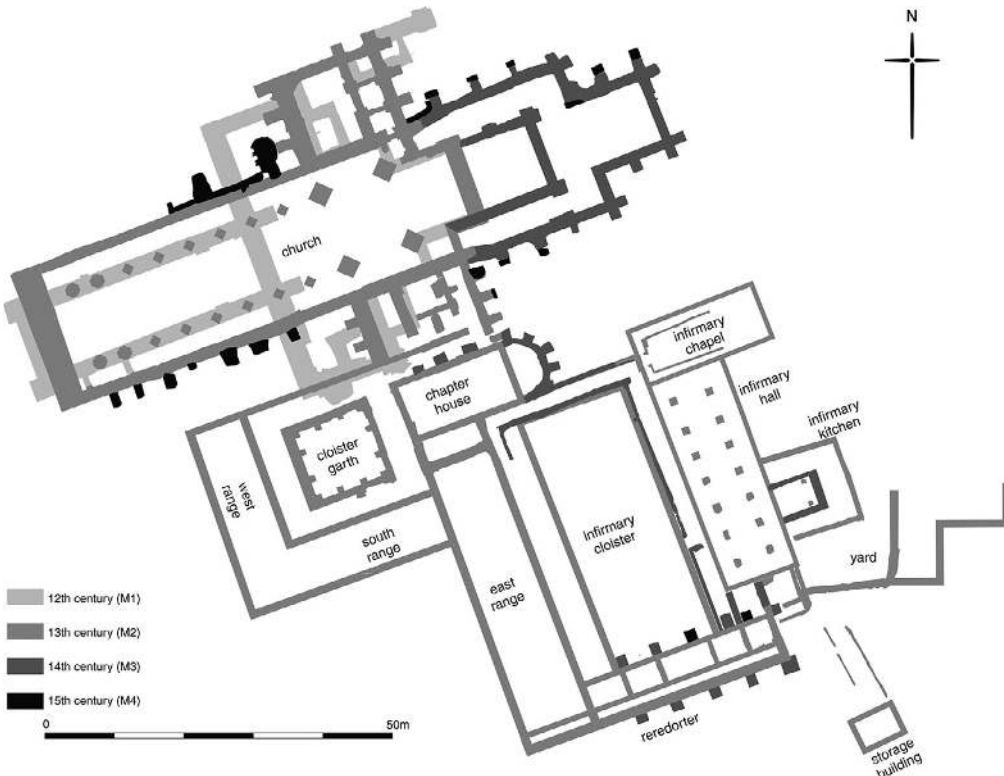 N
church
infirmary
chapel
infirmary
hall
chapter
house
infirmary
kitchen
cloister
garth
west
range
south
range
infirmary
cloister
east
range
yard
reredorter
storage
building
12th century (M1)
13th century (M2)
14th century (M3)
15th century (M4)
0
50m